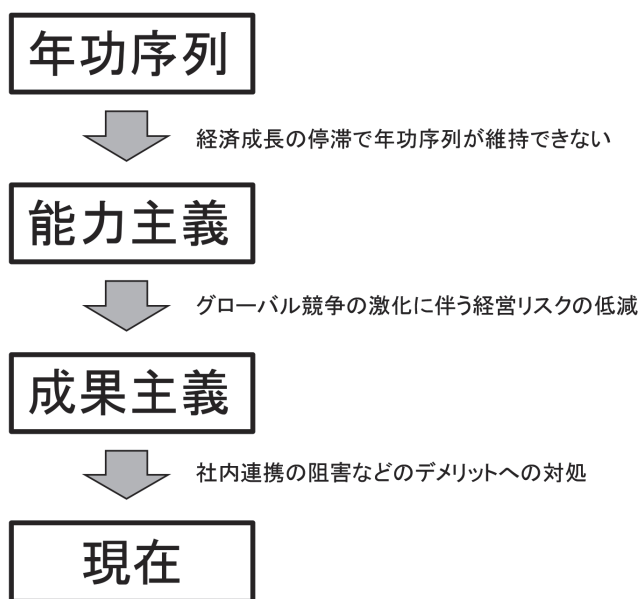 年功序列
経済成長の停滞で年功序列が維持できない
能力主義
グローバル競争の激化に伴う経営リスクの低減
成果主義
社内連携の阻害などのデメリットへの対処
現在